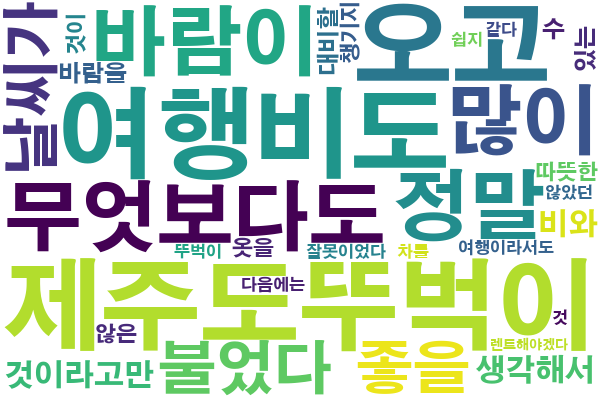 날씨가 것이 바람이 오고 대비할 챙기지 쉽지 같다 수 있는
바람을
여행비도 많이
무엇보다도 정말 따뜻한
않았던
비와
뚜벅이 옷을 잘못이었다 차를 여행이라서도
제주도뚜벅이
다음에는 것
않은 렌트해야겠다
것이라고만 불었다 좋을 생각해서